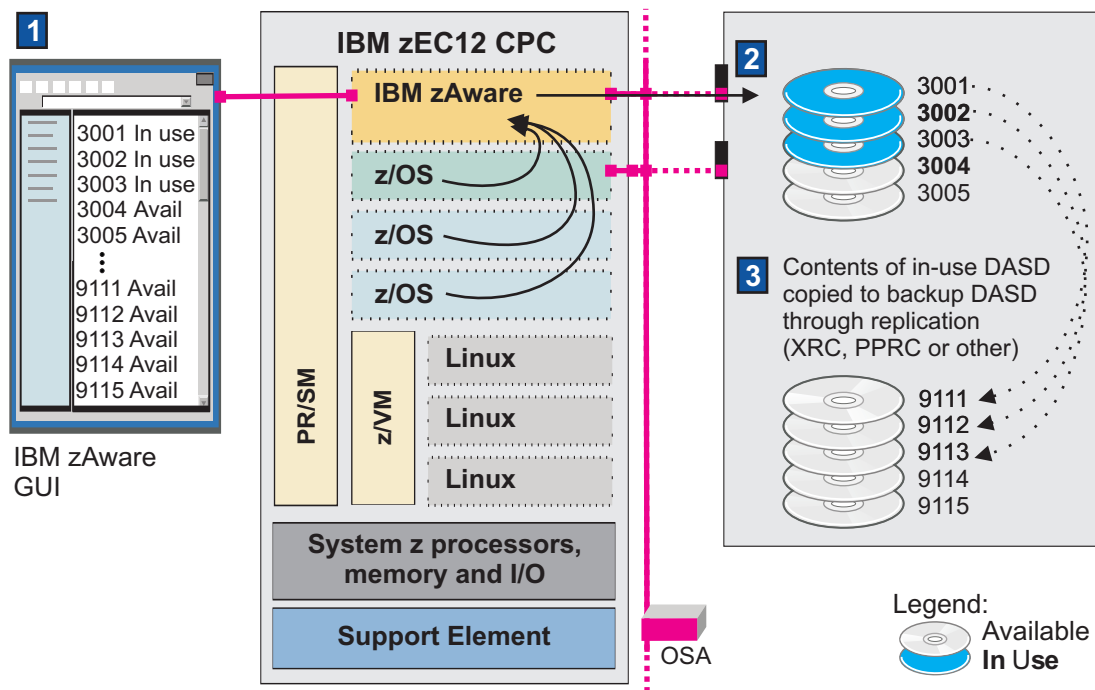 1
3001 In use
3002 In use
3003 In use
3004 Avail
3005 Avail
9111 Avail
9112 Avail
9113 Avail
9114 Avail
9115 Avail
IBM zAware
GUI
IBM zEC12 CPC
PR/SM
IBM zAware
z/OS
z/OS
z/OS
z/VM
Linux
Linux
Linux
System z processors,
memory and I/O
Support Element
OSA
2
3001
3002
3003
3004
3005
3
Contents of in-use DASD
copied to backup DASD
through replication
(XRC, PPRC or other)
9111
9112
9113
9114
9115
Legend:
Available
In Use